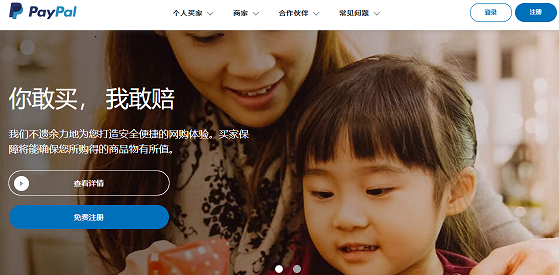 PayPal
个人买家
商家
合作伙伴
常见问题
登录
注册
你敢买，我敢赔
我们不遗余力地为您打造安全便捷的网购体验。买家保
障将能确保您所购得的商品物有所值。
查看详情
免费注册